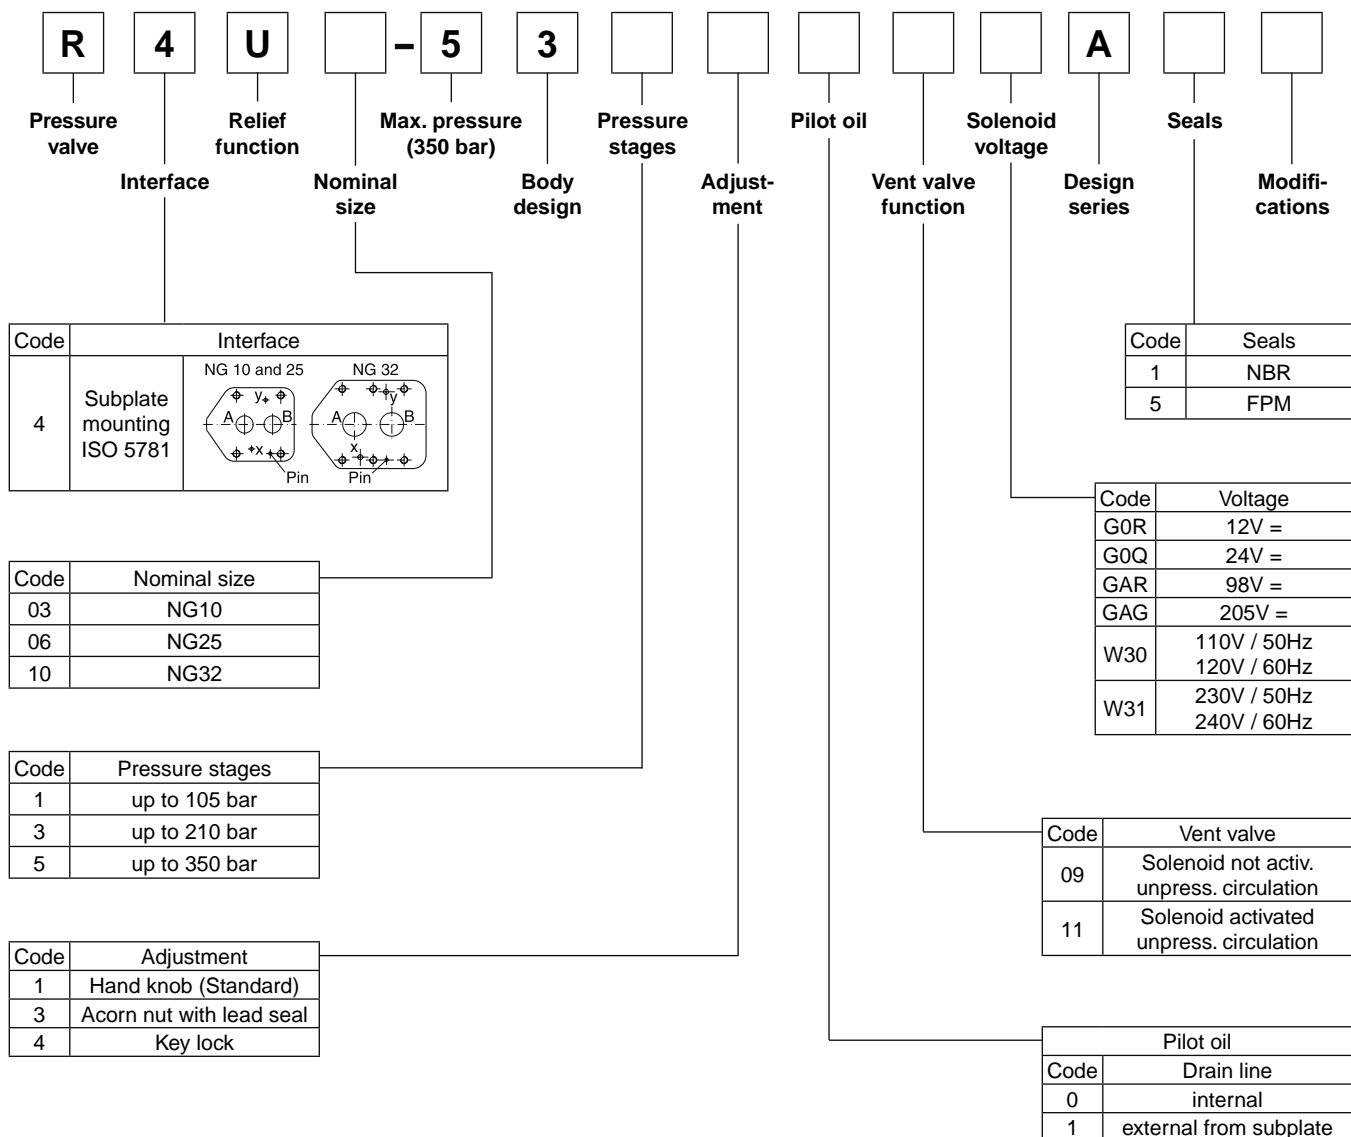 R 4 U – 5 3 A
Pressure valve
Relief function
Max. pressure (350 bar)
Pressure stages
Pilot oil
Solenoid voltage
Seals
Interface
Nominal size
Body design
Adjust-ment
Vent valve function
Design series
Modifi-cations
Code Interface
4 Subplate mounting ISO 5781
NG 10 and 25
y
A B
x
Pin
NG 32
y
A B
x
Pin
Code Seals
1 NBR
5 FPM
Code Voltage
G0R 12V =
G0Q 24V =
GAR 98V =
GAG 205V =
W30 110V / 50Hz
120V / 60Hz
W31 230V / 50Hz
240V / 60Hz
Code Nominal size
03 NG10
06 NG25
10 NG32
Code Pressure stages
1 up to 105 bar
3 up to 210 bar
5 up to 350 bar
Code Vent valve
09 Solenoid not activ.
unpress. circulation
11 Solenoid activated
unpress. circulation
Code Adjustment
1 Hand knob (Standard)
3 Acorn nut with lead seal
4 Key lock
Pilot oil
Code Drain line
0 internal
1 external from subplate